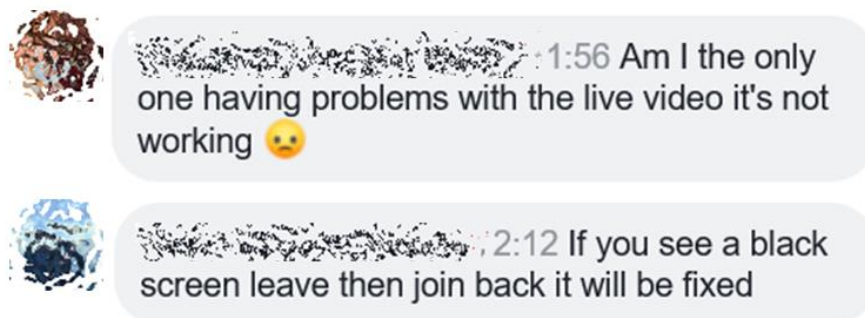 1:56 Am I the only
one having problems with the live video it's not
working 😞
2:12 If you see a black
screen leave then join back it will be fixed